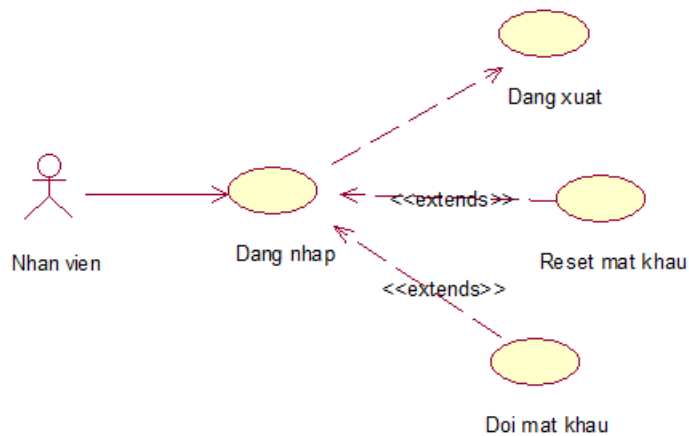 Dang xuat
<<extends>>
Reset mat khau
Dang nhap
Nhan vien
<<extends>>
Doi mat khau